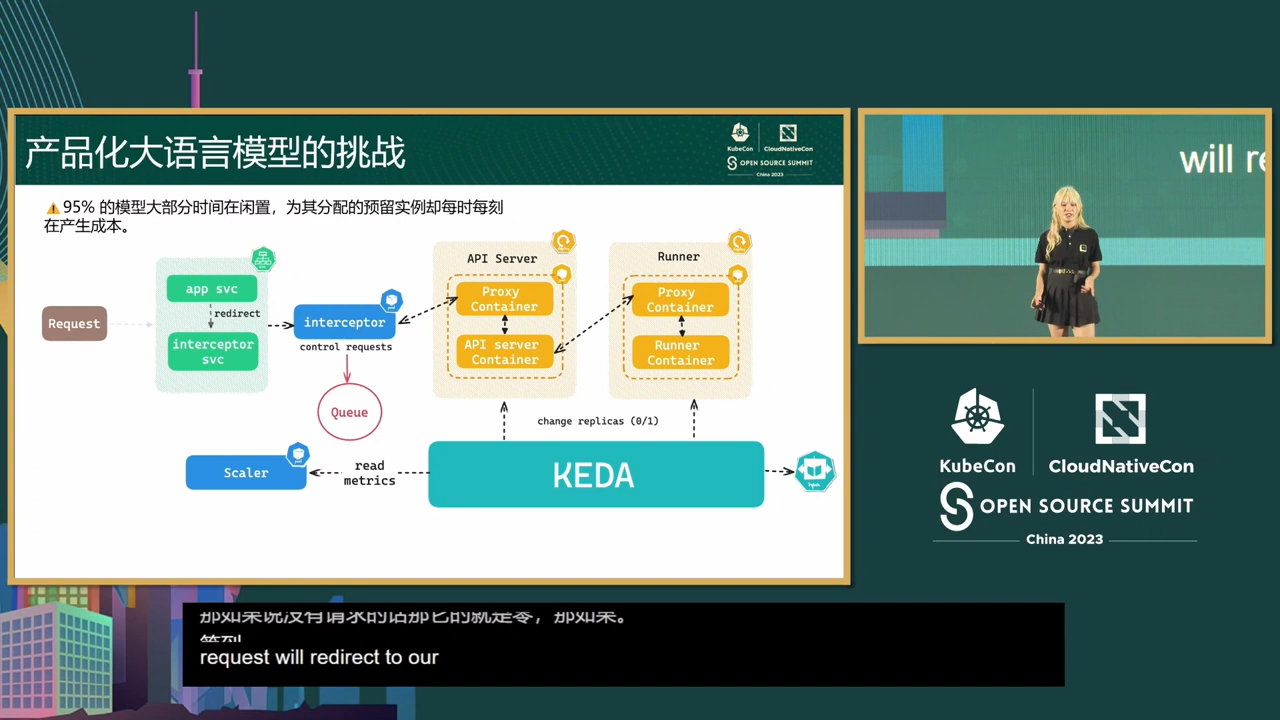 产品化大语言模型的挑战
KubeCon
CloudNativeCon
OPEN SOURCE SUMMIT
China 2023
⚠95% 的模型大部分时间在闲置，为其分配的预留实例却每时每刻
在产生成本。
Request
app svc
redirect
interceptor
svc
interceptor
control requests
Queue
API Server
Proxy
Container
API server
Container
Runner
Proxy
Container
Runner
Container
change replicas (0/1)
Scaler
read
metrics
KEDA
will re
KubeCon
CloudNativeCon
OPEN SOURCE SUMMIT
China 2023
那如果说没有请求的话那它的就是零，那如果。
request will redirect to our